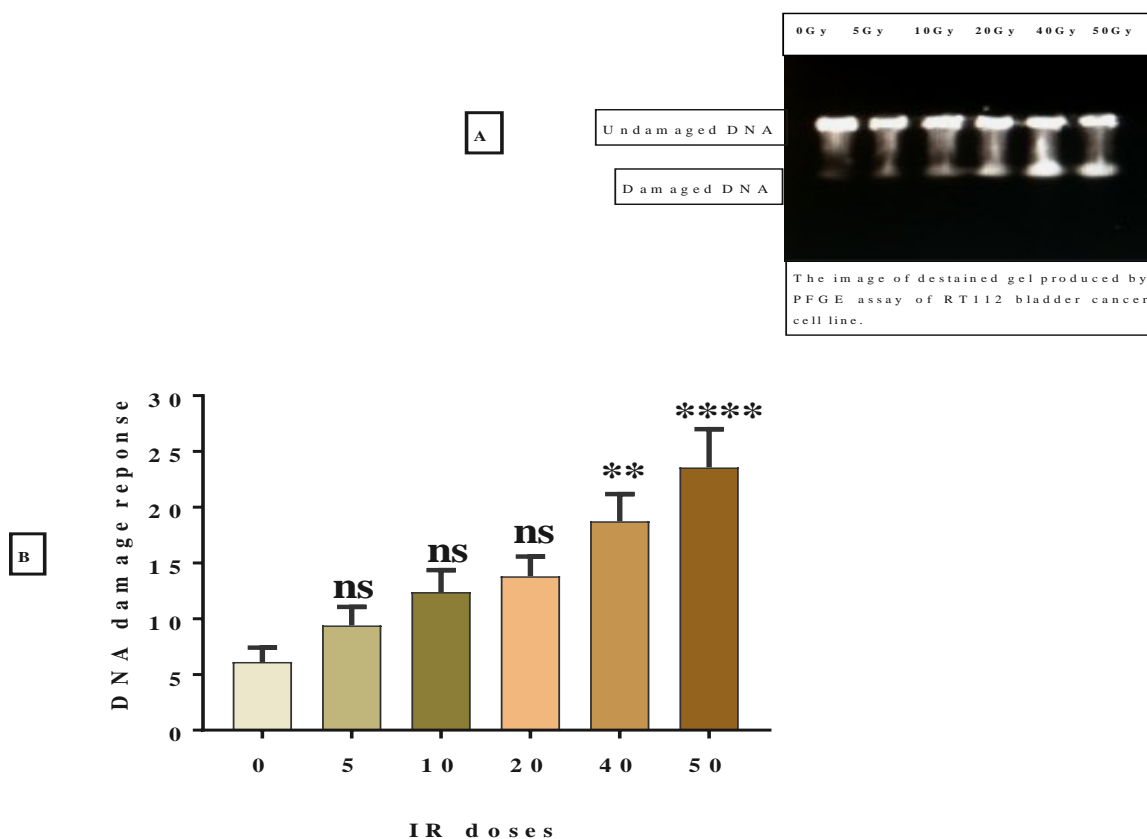 0Gy 5Gy 10Gy 20Gy 40Gy 50Gy
A
Undamaged DNA
Damaged DNA
The image of destained gel produced by
PFGE assay of RT112 bladder cancer
cell line.
B
DNA damage reponse
30
25
20
15
10
5
0
ns
ns
ns
**
****
0 5 10 20 40 50
IR doses